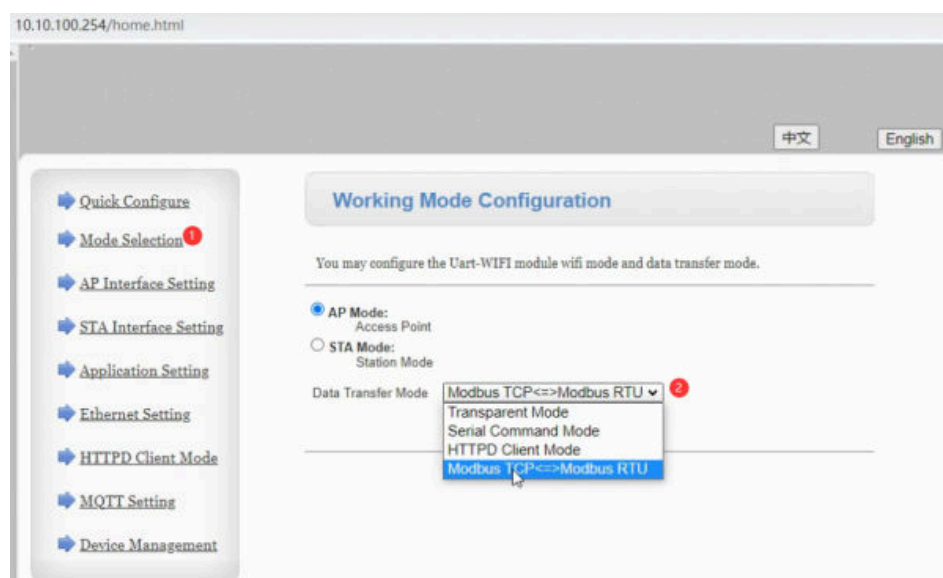 10.10.100.254/home.html
中文
English
Quick Configure
Mode Selection
1
AP Interface Setting
STA Interface Setting
Application Setting
Ethernet Setting
HTTPD Client Mode
MQTT Setting
Device Management
Working Mode Configuration
You may configure the Uart-WIFI module wifi mode and data transfer mode.
AP Mode:
Access Point
STA Mode:
Station Mode
Data Transfer Mode
Modbus TCP<=>Modbus RTU
2
Transparent Mode
Serial Command Mode
HTTPD Client Mode
Modbus TCP<=>Modbus RTU